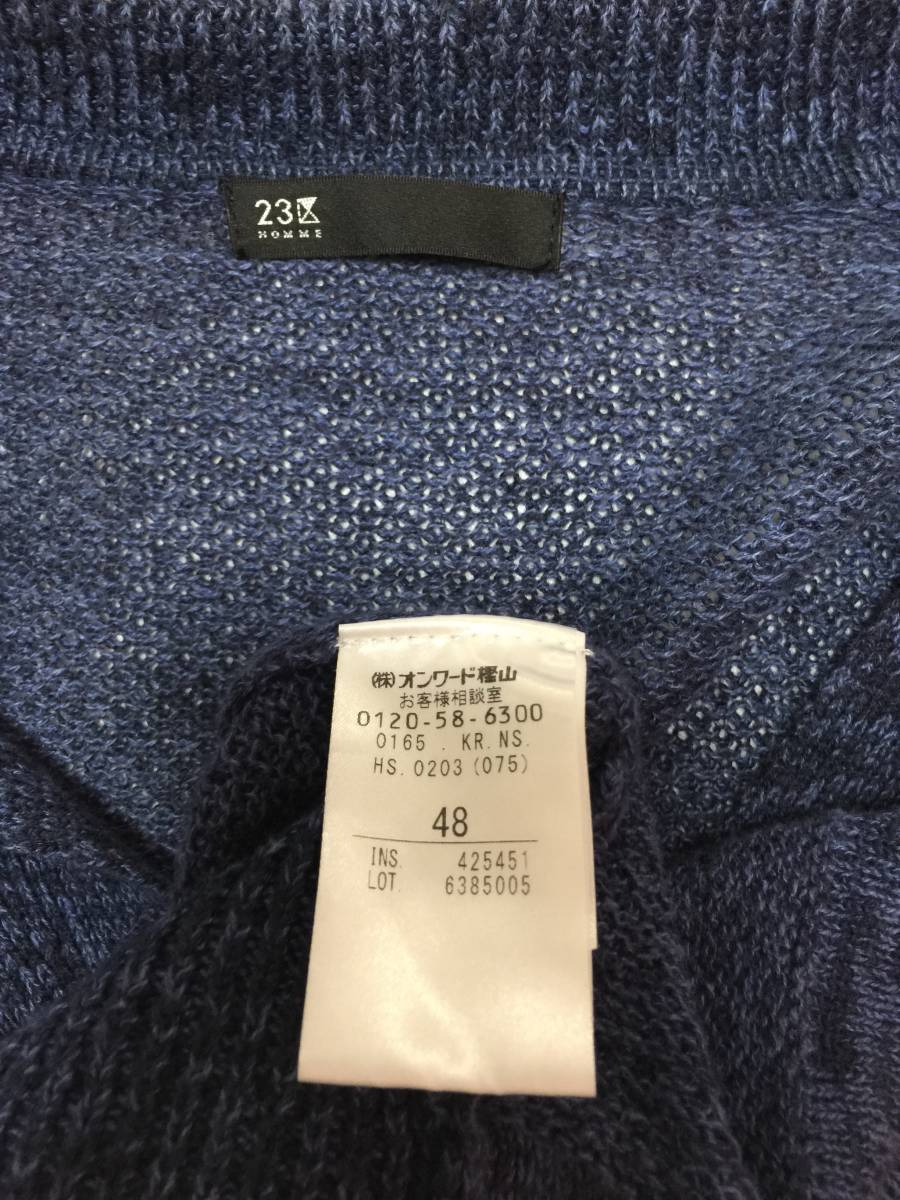 23区
HOMME
㈱オンワード樫山
お客様相談室
0120-58-6300
0165 . KR. NS.
HS. 0203 (075)
48
INS. 425451
LOT. 6385005